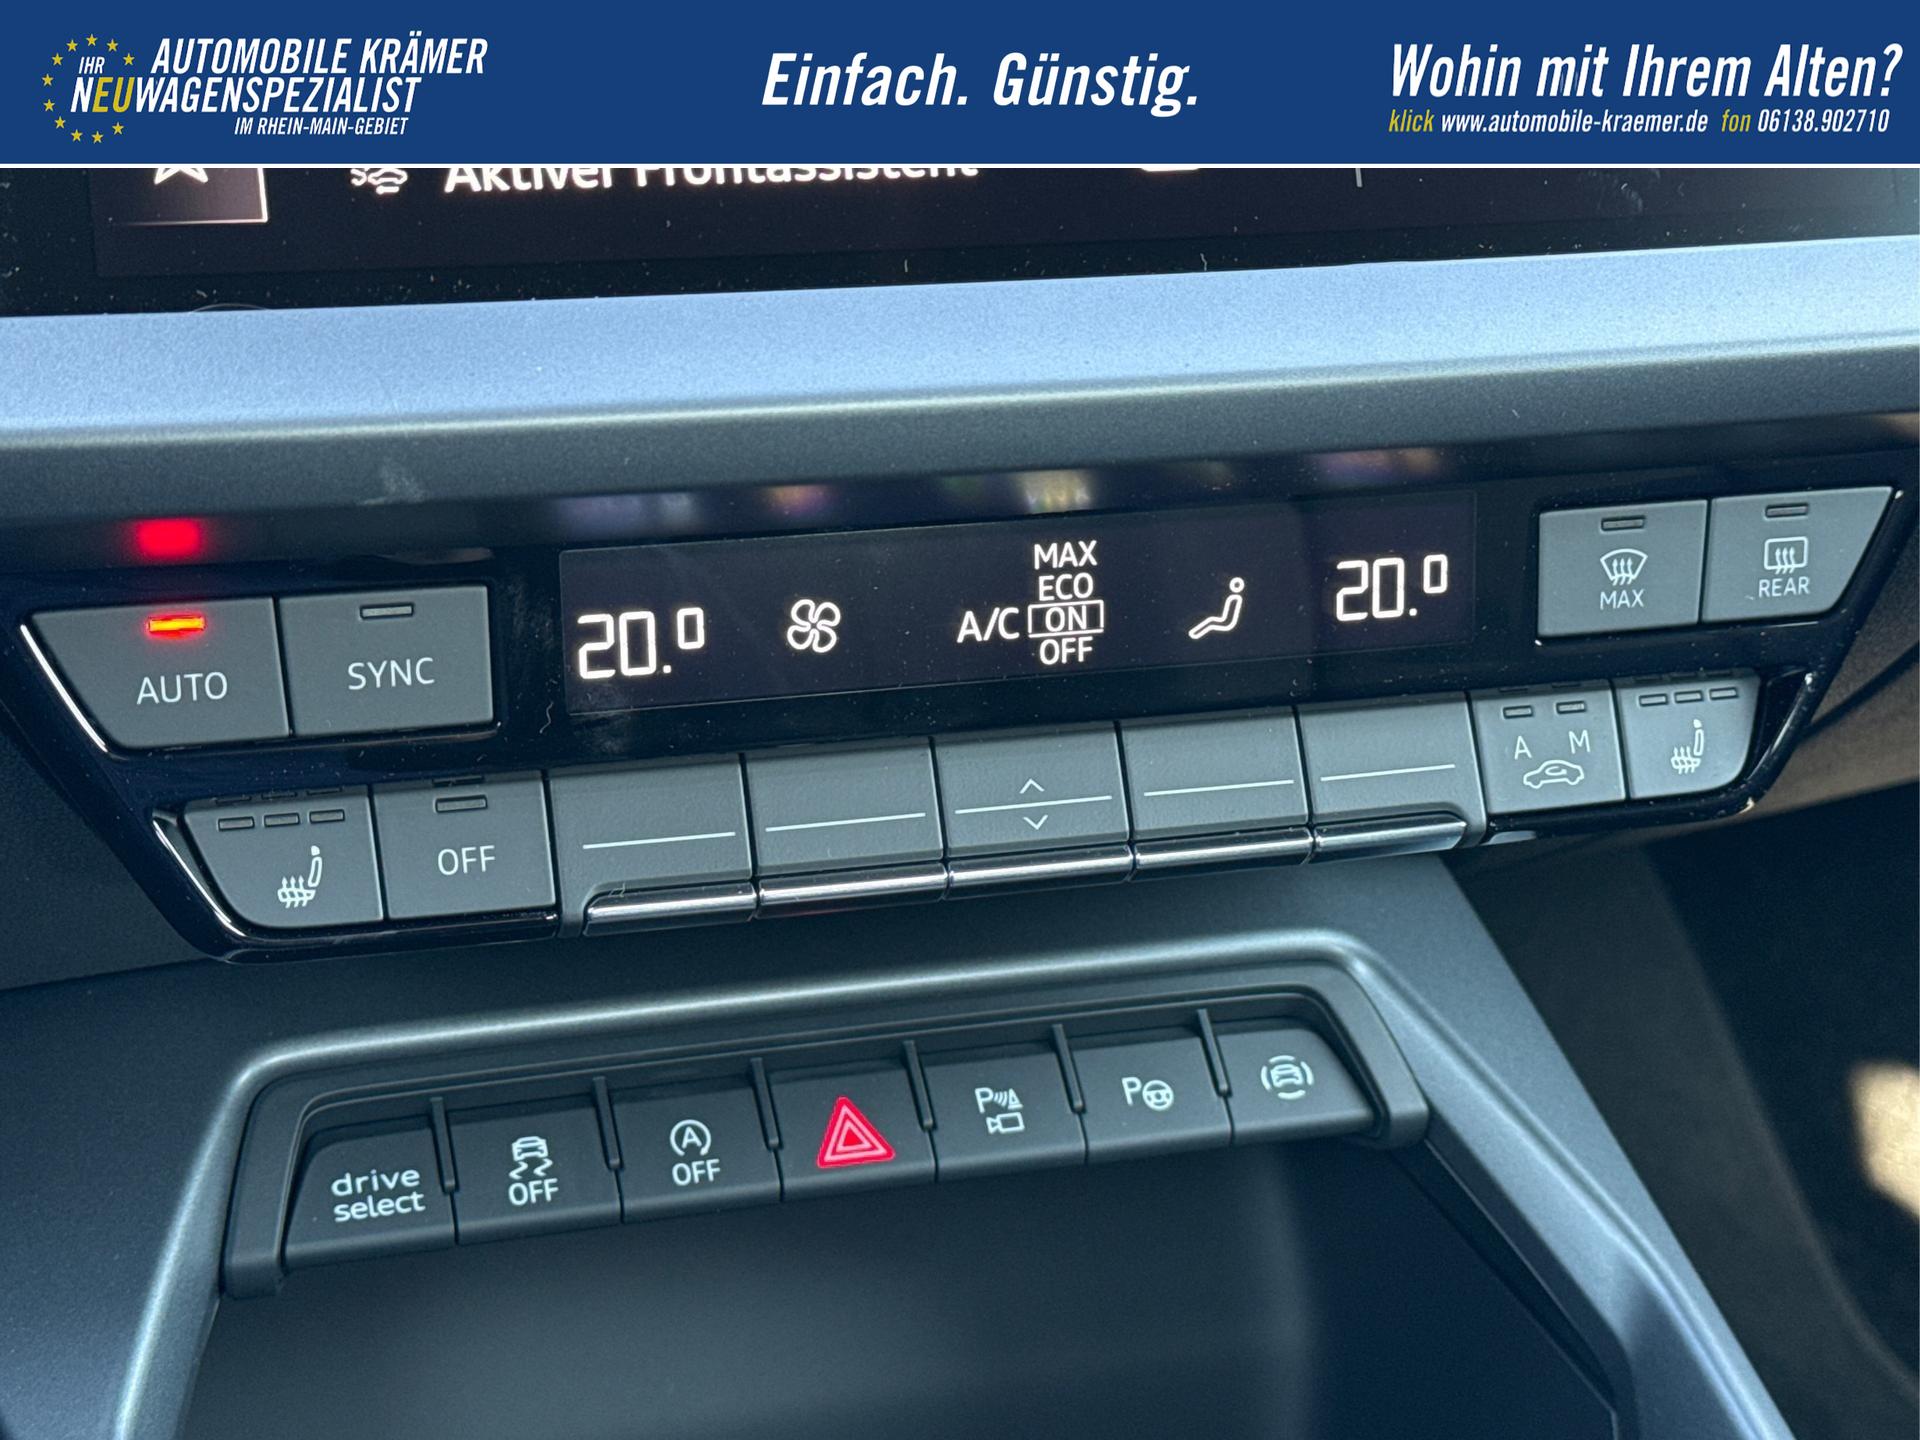 IHR AUTOMOBILE KRÄMER
NEUWAGENSPEZIALIST
IM RHEIN-MAIN-GEBIET
Einfach. Günstig.
Wohin mit Ihrem Alten?
klick www.automobile-kraemer.de fon 06138.902710
Aktiver Frontassistent
AUTO
SYNC
20.0
A/C
MAX
ECO
ON
OFF
20.0
MAX
REAR
OFF
A M
drive
select
OFF
A
OFF
P
P